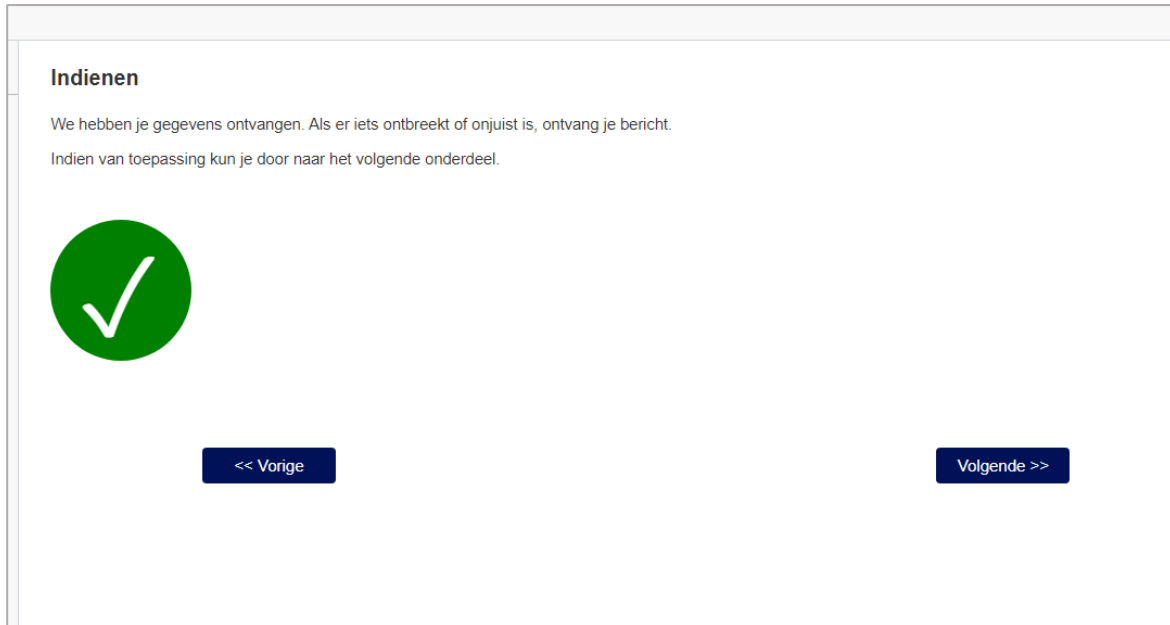 Indienen
We hebben je gegevens ontvangen. Als er iets ontbreekt of onjuist is, ontvang je bericht.
Indien van toepassing kun je door naar het volgende onderdeel.
<< Vorige
Volgende >>